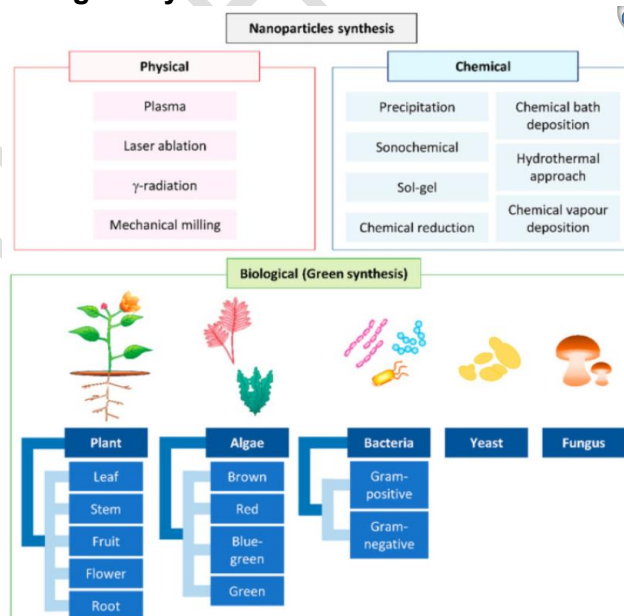 Nanoparticles synthesis
Physical
Plasma
Laser ablation
γ-radiation
Mechanical milling
Chemical
Precipitation
Sonochemical
Sol-gel
Chemical reduction
Chemical bath
deposition
Hydrothermal
approach
Chemical vapour
deposition
Biological (Green synthesis)
Plant
Leaf
Stem
Fruit
Flower
Root
Algae
Brown
Red
Blue-
green
Green
Bacteria
Gram-
positive
Gram-
negative
Yeast
Fungus